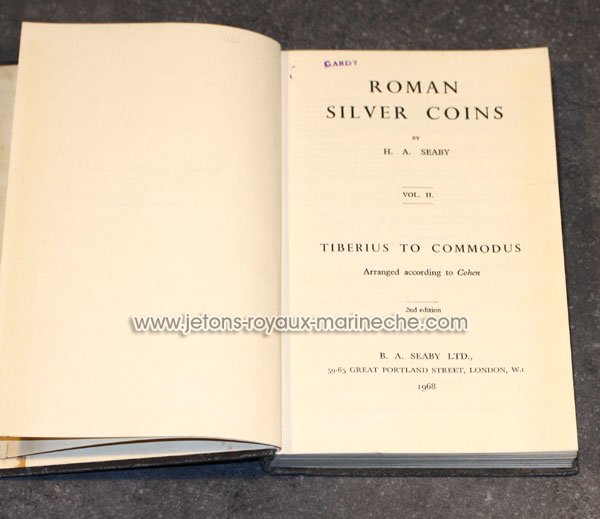 GARDY
ROMAN
SILVER COINS
BY
H. A. SEABY
VOL. II.
TIBERIUS TO COMMODUS
Arranged according to Cohen
2nd edition
www.jetons-royaux-marineche.com
B. A. SEABY LTD.,
59-65 GREAT PORTLAND STREET, LONDON, W.1
1968